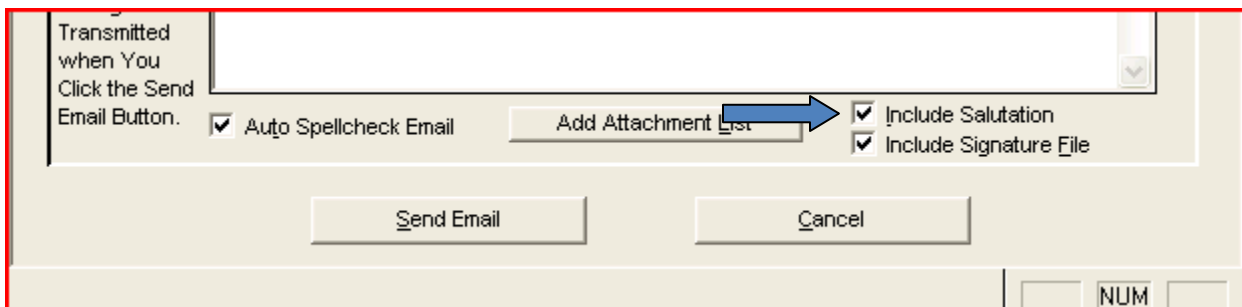 Transmitted
when You
Click the Send
Email Button.
Auto Spellcheck Email
Add Attachment List
Include Salutation
Include Signature File
Send Email
Cancel
NUM